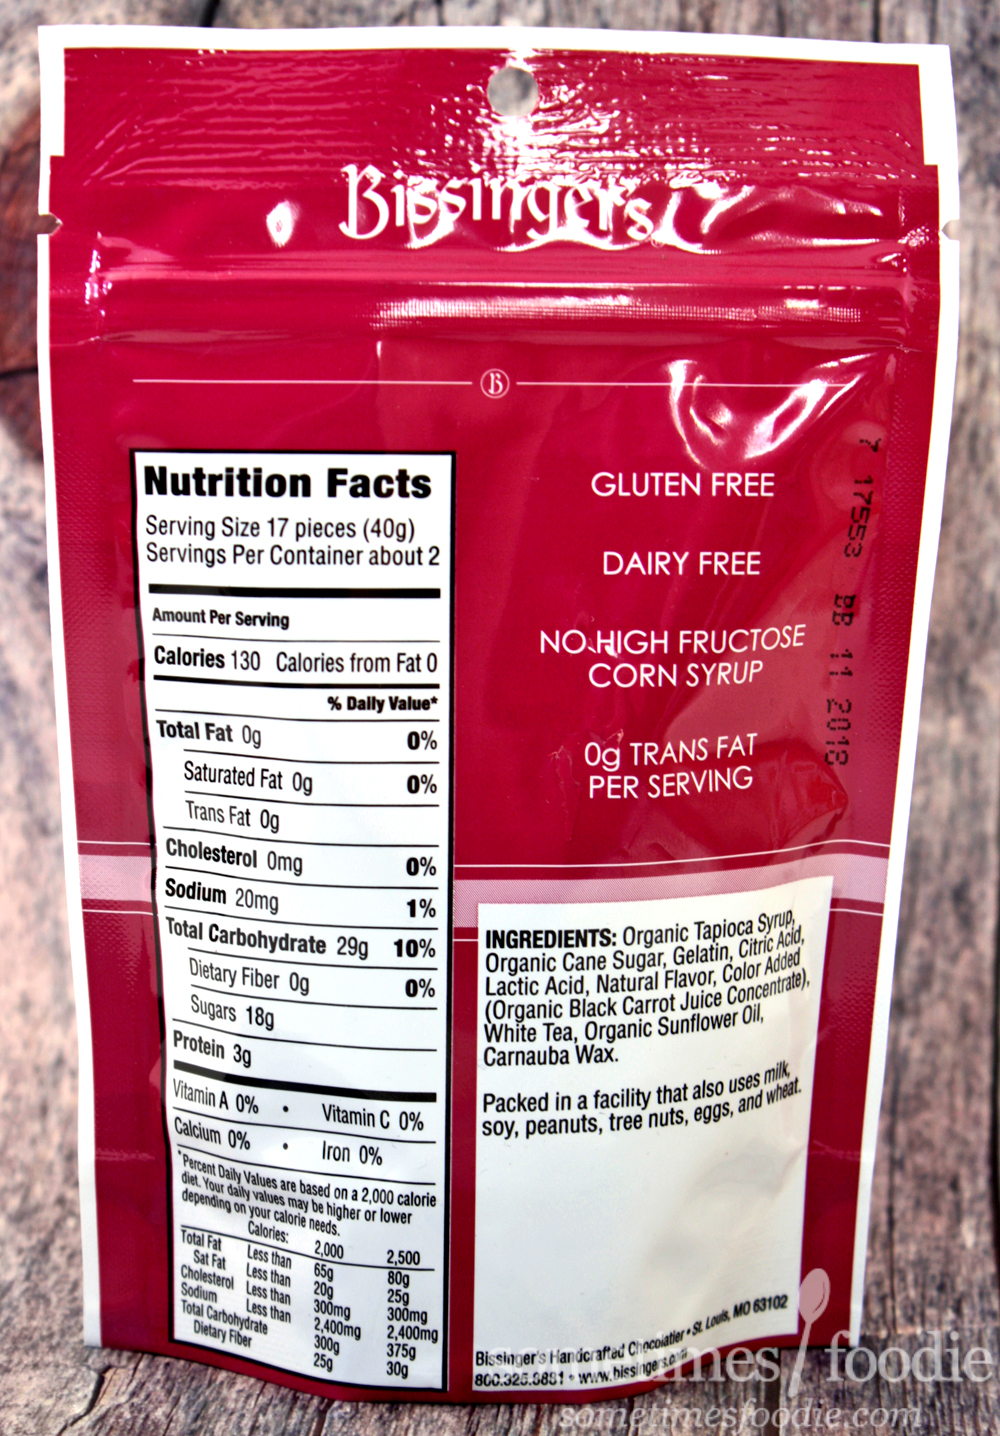 Bissinger's
B
Nutrition Facts
Serving Size 17 pieces (40g)
Servings Per Container about 2
Amount Per Serving
Calories 130 Calories from Fat 0
% Daily Value*
Total Fat 0g 0%
Saturated Fat 0g 0%
Trans Fat 0g
Cholesterol 0mg 0%
Sodium 20mg 1%
Total Carbohydrate 29g 10%
Dietary Fiber 0g 0%
Sugars 18g
Protein 3g
Vitamin A 0% • Vitamin C 0%
Calcium 0% • Iron 0%
*Percent Daily Values are based on a 2,000 calorie
diet. Your daily values may be higher or lower
depending on your calorie needs.
Calories: 2,000 2,500
Total Fat Less than 65g 80g
Sat Fat Less than 20g 25g
Cholesterol Less than 300mg 300mg
Sodium Less than 2,400mg 2,400mg
Total Carbohydrate 300g 375g
Dietary Fiber 25g 30g
GLUTEN FREE
DAIRY FREE
NO HIGH FRUCTOSE
CORN SYRUP
0g TRANS FAT
PER SERVING
7 17553 BB 11 2018
INGREDIENTS: Organic Tapioca Syrup,
Organic Cane Sugar, Gelatin, Citric Acid,
Lactic Acid, Natural Flavor, Color Added
(Organic Black Carrot Juice Concentrate),
White Tea, Organic Sunflower Oil,
Carnauba Wax.
Packed in a facility that also uses milk,
soy, peanuts, tree nuts, eggs, and wheat.
Bissinger's Handcrafted Chocolatier • St. Louis, MO 63102
800.325.8881 • www.bissingers.com
sometimes foodie
sometimesfoodie.com